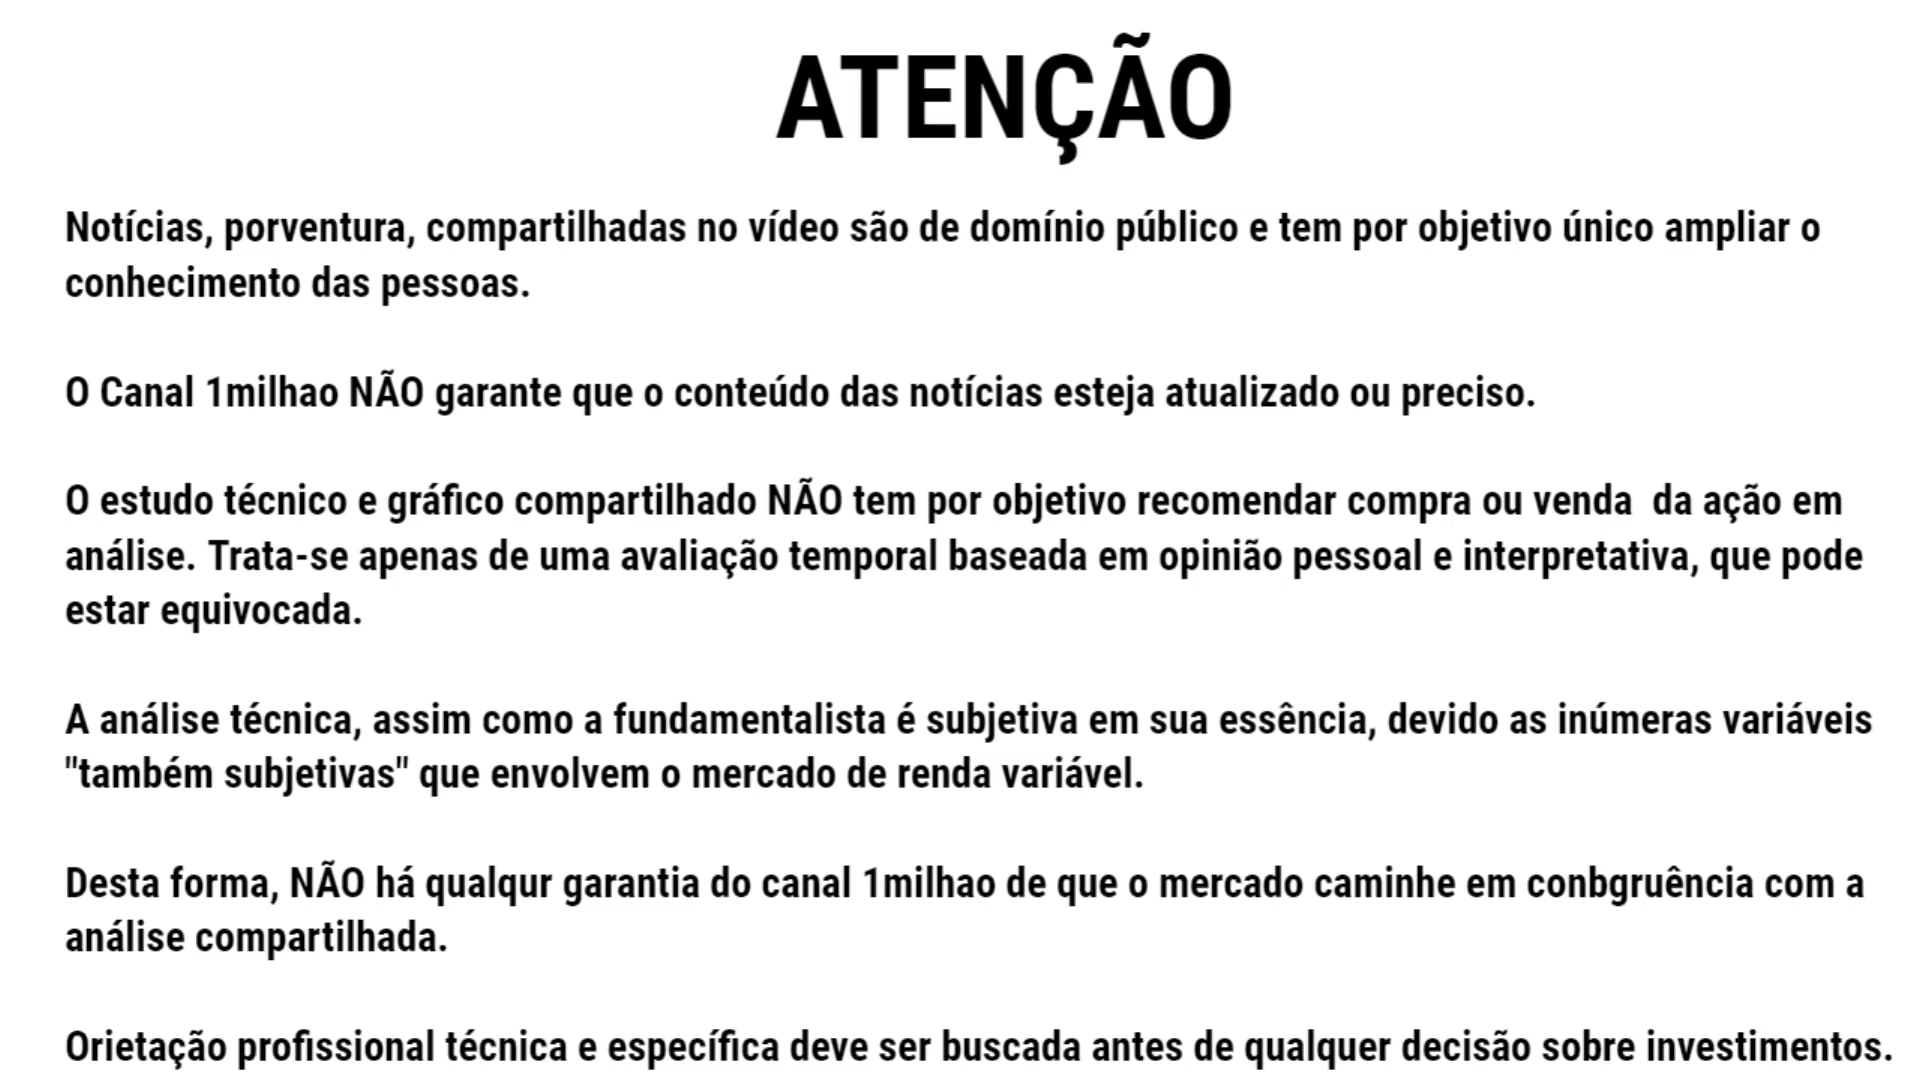 ATENÇÃO
Notícias, porventura, compartilhadas no vídeo são de domínio público e tem por objetivo único ampliar o
conhecimento das pessoas.
O Canal 1milhao NÃO garante que o conteúdo das notícias esteja atualizado ou preciso.
O estudo técnico e gráfico compartilhado NÃO tem por objetivo recomendar compra ou venda  da ação em
análise. Trata-se apenas de uma avaliação temporal baseada em opinião pessoal e interpretativa, que pode
estar equivocada.
A análise técnica, assim como a fundamentalista é subjetiva em sua essência, devido as inúmeras variáveis
"também subjetivas" que envolvem o mercado de renda variável.
Desta forma, NÃO há qualqur garantia do canal 1milhao de que o mercado caminhe em conbgruência com a
análise compartilhada.
Orietação profissional técnica e específica deve ser buscada antes de qualquer decisão sobre investimentos.